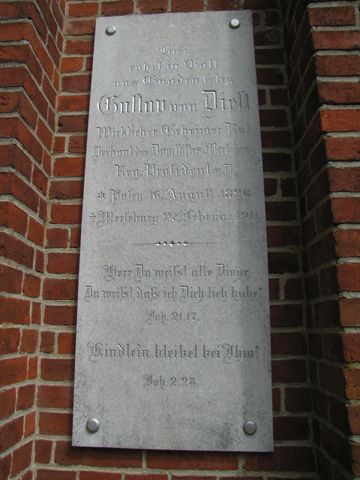 Hier
ruhet in Gott
aus Gnaden selig
Gustav von Diest
Wirklicher Geheimer Rat
des Domstiftes Merseburg
Reg. Präsident a. D.
* Posen 16. August 1826
† Merseburg 28. Februar 1911
Herr Du weißt alle Dinge
Du weißt daß ich Dich lieb habe!
Joh. 21.17.
Kindlein bleibet bei Ihm!
Joh 2.28.